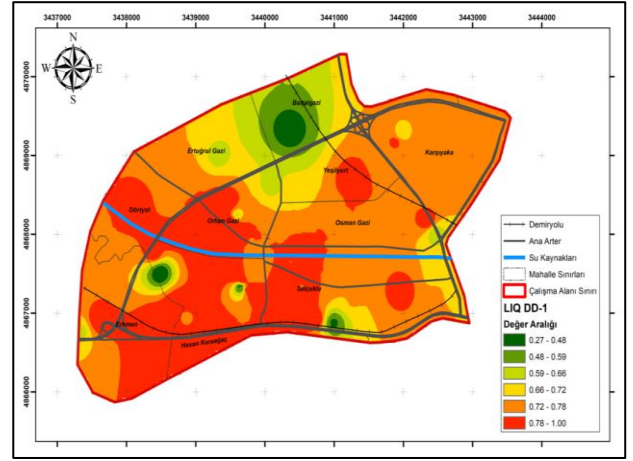 3437000 3438000 3439000 3440000 3441000 3442000 3443000 3444000
N
W E
S
4870000
4869000
4868000
4867000
4866000
Battalgazi
Ertuğrul Gazi
Karşıyaka
Yeşilyurt
Dörtyol
Orhan Gazi
Osman Gazi
Selçuklu
Erkmen
Hasan Karaağaç
Demiryolu
Ana Arter
Su Kaynakları
Mahalle Sınırları
Çalışma Alanı Sınırı
LIQ DD-1
Değer Aralığı
0.27 - 0.48
0.48 - 0.59
0.59 - 0.66
0.66 - 0.72
0.72 - 0.78
0.78 - 1.00